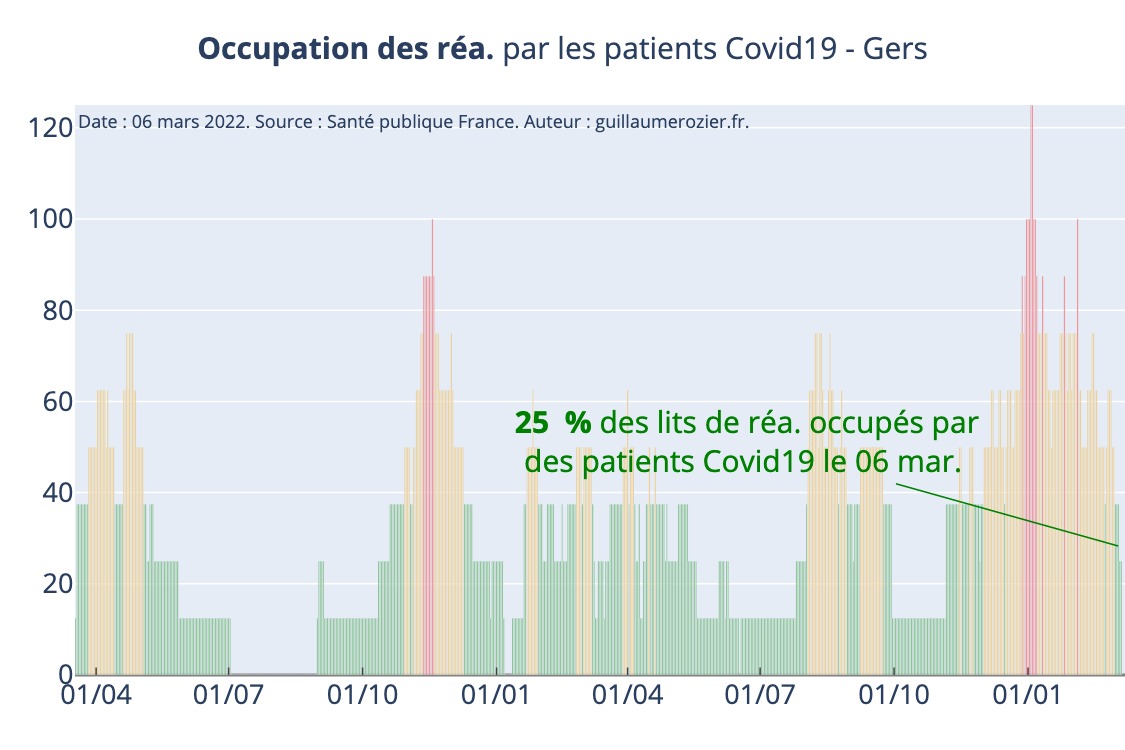 Occupation des réa. par les patients Covid19 - Gers
Date : 06 mars 2022. Source : Santé publique France. Auteur : guillaumerozier.fr.
120
100
80
60
40
20
0
25 % des lits de réa. occupés par
des patients Covid19 le 06 mar.
01/04 01/07 01/10 01/01 01/04 01/07 01/10 01/01